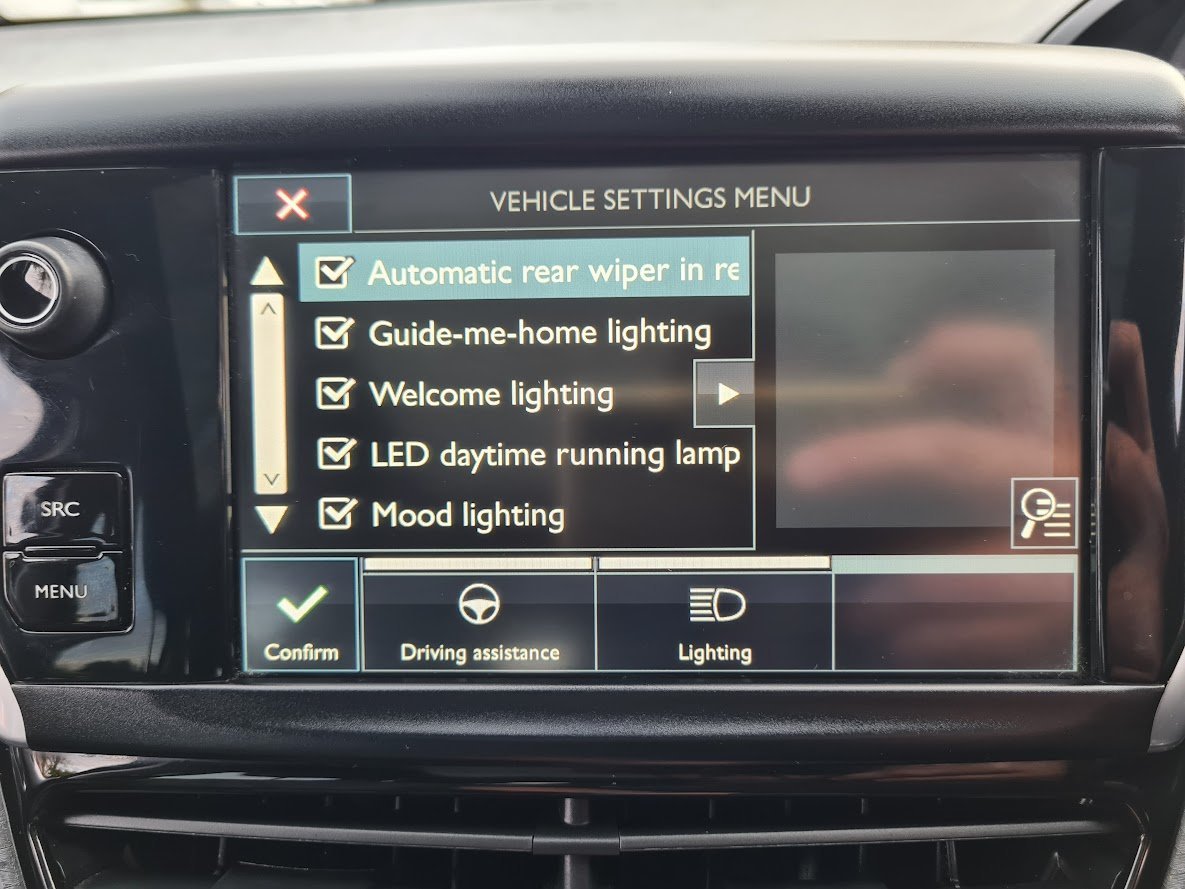 VEHICLE SETTINGS MENU
Automatic rear wiper in re
Guide-me-home lighting
Welcome lighting
LED daytime running lamp
Mood lighting
SRC
MENU
Confirm
Driving assistance
Lighting